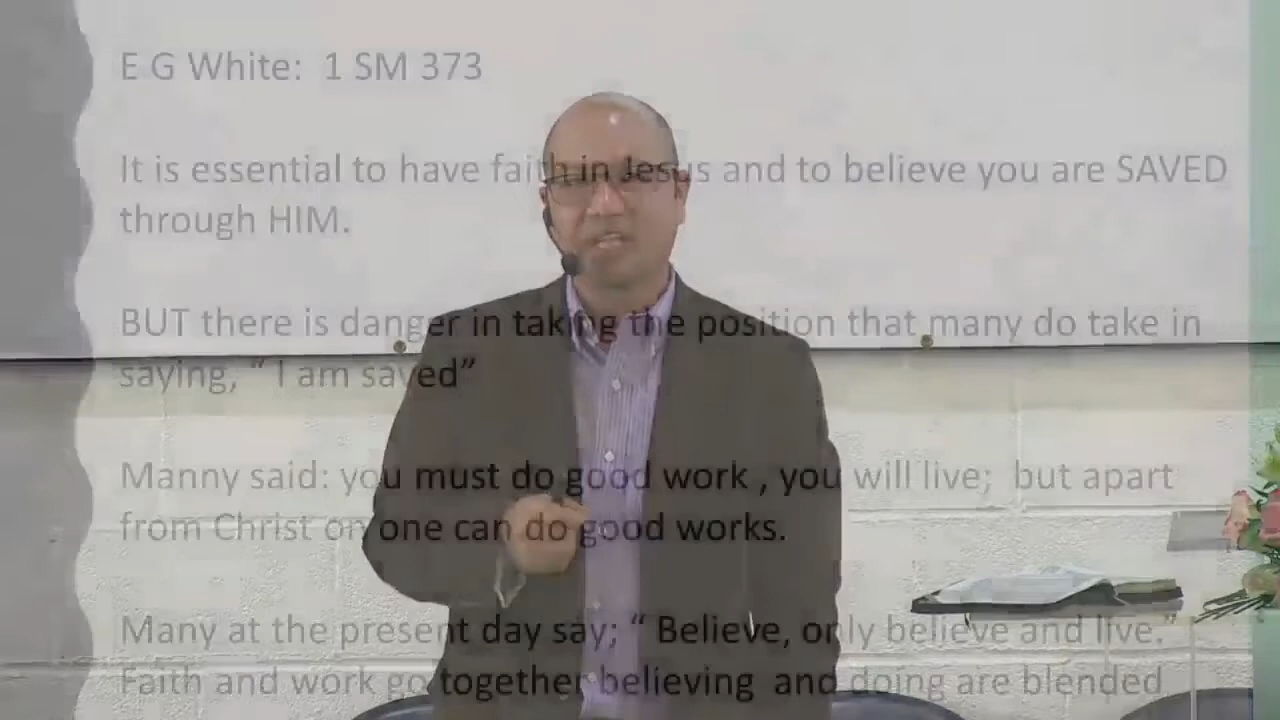 E G White: 1 SM 373
It is essential to have faith in Jesus and to believe you are SAVED
through HIM.
BUT there is danger in taking the position that many do take in
saying, “ I am saved”
Manny said: you must do good work , you will live; but apart
from Christ on one can do good works.
Many at the present day say; “ Believe, only believe and live.”
Faith and work go together believing and doing are blended